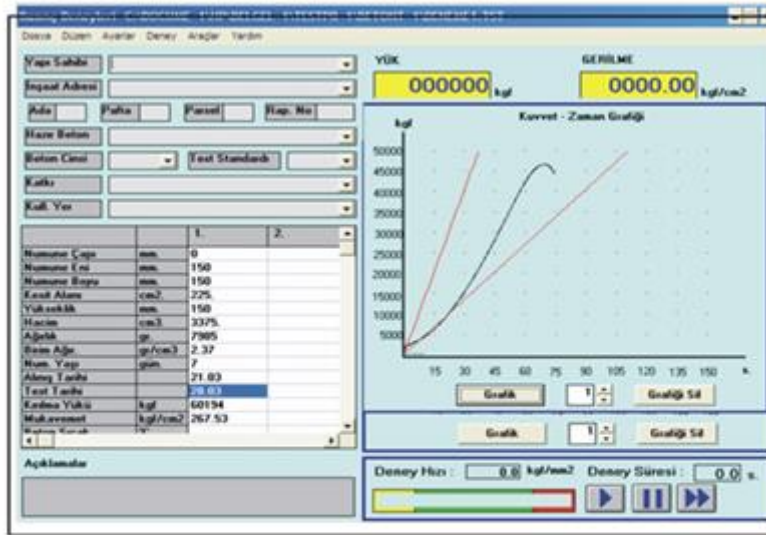 Dosya Düzen Ayarlar Deney Araçlar Yardım
Yapı Sahibi
İnşaat Adresi
Ada Pafta Parsel Rap. No
Hazır Beton
Beton Cinsi Test Standardı
Katkı
Kull. Yer
1. 2.
Numune Çapı mm. 0
Numune Eni mm. 150
Numune Boyu mm. 150
Kesit Alanı cm2. 225.
Yükseklik mm. 150
Hacim cm3. 3375.
Ağırlık gr. 7985
Birim Ağır. gr/cm3 2.37
Num. Yaşı gün. 7
Alınış Tarihi 21.03
Test Tarihi 28.03
Kırılma Yükü kgf 60194
Mukavemet kgf/cm2 267.53
Açıklamalar
YÜK GERİLME
000000 kgf 0000.00 kgf/cm2
Kuvvet - Zaman Grafiği
kgf
50000
45000
40000
35000
30000
25000
20000
15000
10000
5000
15 30 45 60 75 90 105 120 135 150 s.
Grafik 1 Grafiği Sil
Grafik 1 Grafiği Sil
Deney Hızı : 0.0 kgf/mm2 Deney Süresi : 0.0 s.